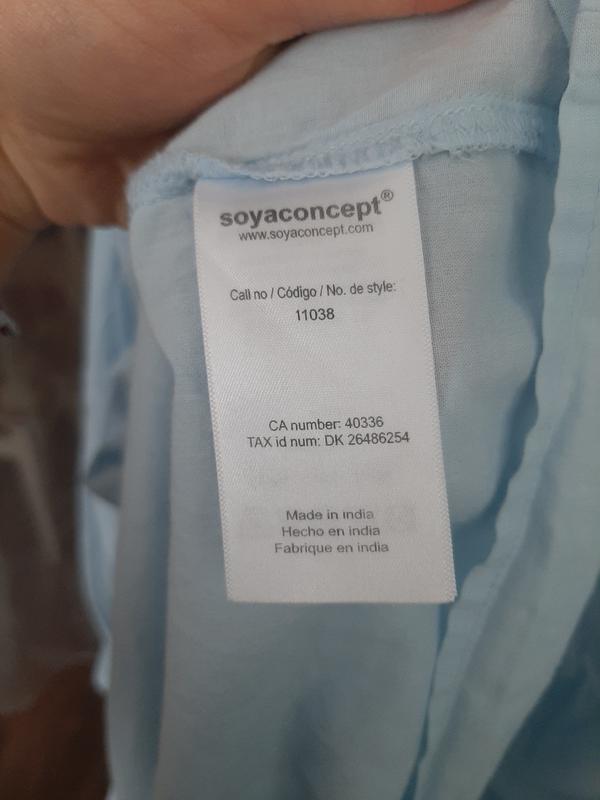 soyaconcept®
www.soyaconcept.com
Call no / Código / No. de style:
11038
CA number: 40336
TAX id num: DK 26486254
Made in india
Hecho en india
Fabrique en india